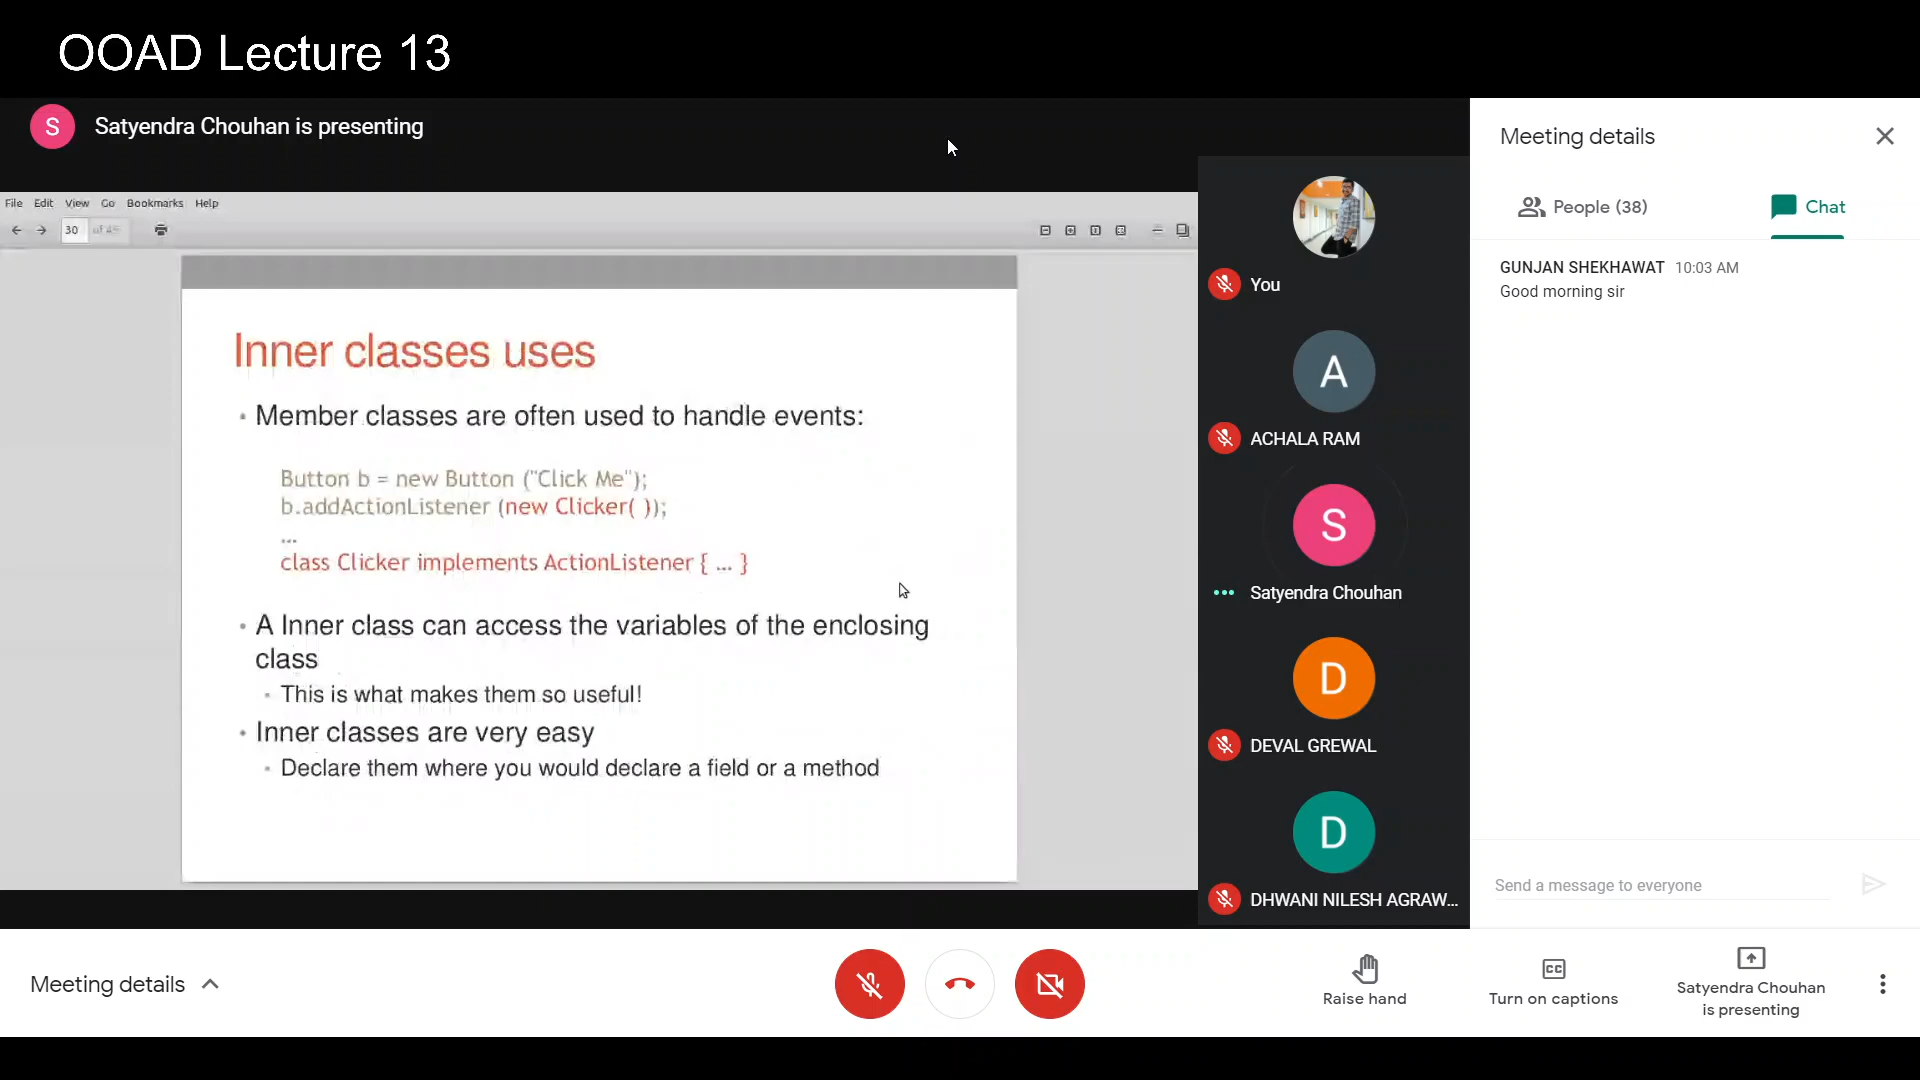 OOAD Lecture 13
S Satyendra Chouhan is presenting
File Edit View Go Bookmarks Help
30 of 45
Inner classes uses
• Member classes are often used to handle events:
Button b = new Button ("Click Me");
b.addActionListener (new Clicker( ));
...
class Clicker implements ActionListener { ... }
• A Inner class can access the variables of the enclosing
class
• This is what makes them so useful!
• Inner classes are very easy
• Declare them where you would declare a field or a method
You
A
ACHALA RAM
S
Satyendra Chouhan
D
DEVAL GREWAL
D
DHWANI NILESH AGRAW...
Meeting details
People (38) Chat
GUNJAN SHEKHAWAT 10:03 AM
Good morning sir
Send a message to everyone
Meeting details
Raise hand
CC
Turn on captions
Satyendra Chouhan
is presenting